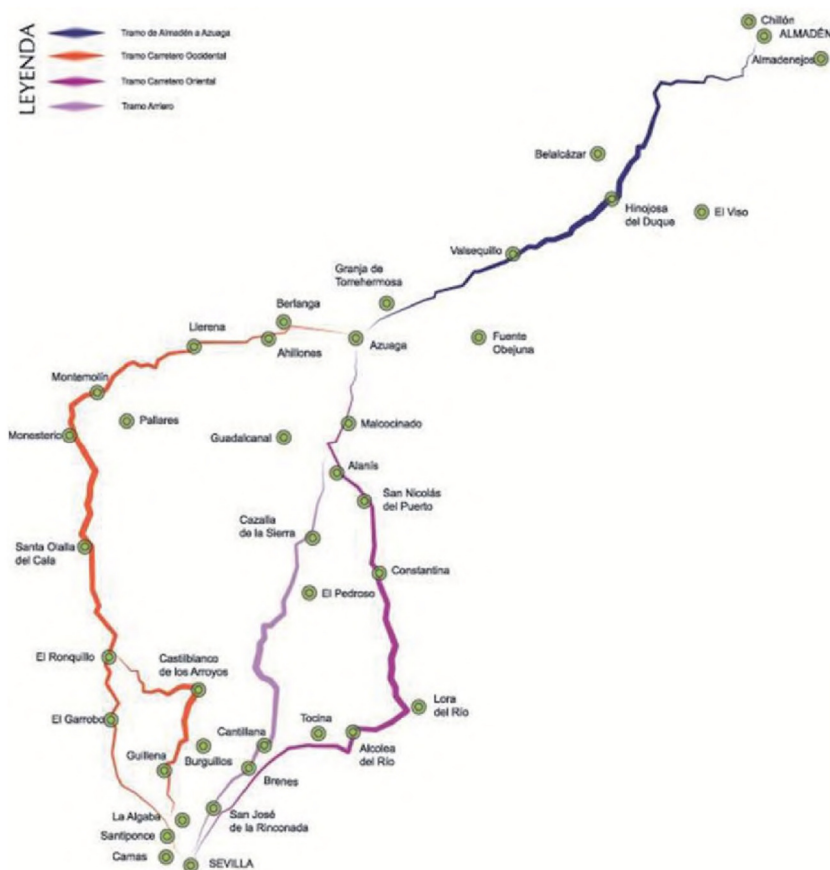 LEYENDA
Tramo de Almadén a Azuaga
Tramo Carretero Occidental
Tramo Carretero Oriental
Tramo Arriero
Chillón
ALMADÉN
Almadenejos
Belalcázar
Hinojosa
del Duque
El Viso
Valsequillo
Granja de
Torrehermosa
Berlanga
Llerena
Ahillones
Azuaga
Fuente
Obejuna
Montemolín
Pallares
Monesterio
Guadalcanal
Malcocinado
Alanís
San Nicolás
del Puerto
Cazalla
de la Sierra
Santa Olalla
del Cala
Constantina
El Pedroso
El Ronquillo
Castilblanco
de los Arroyos
Lora
del Río
El Garrobo
Cantillana
Tocina
Alcolea
del Río
Guillena
Burguillos
Brenes
La Algaba
San José
de la Rinconada
Santiponce
Camas
SEVILLA